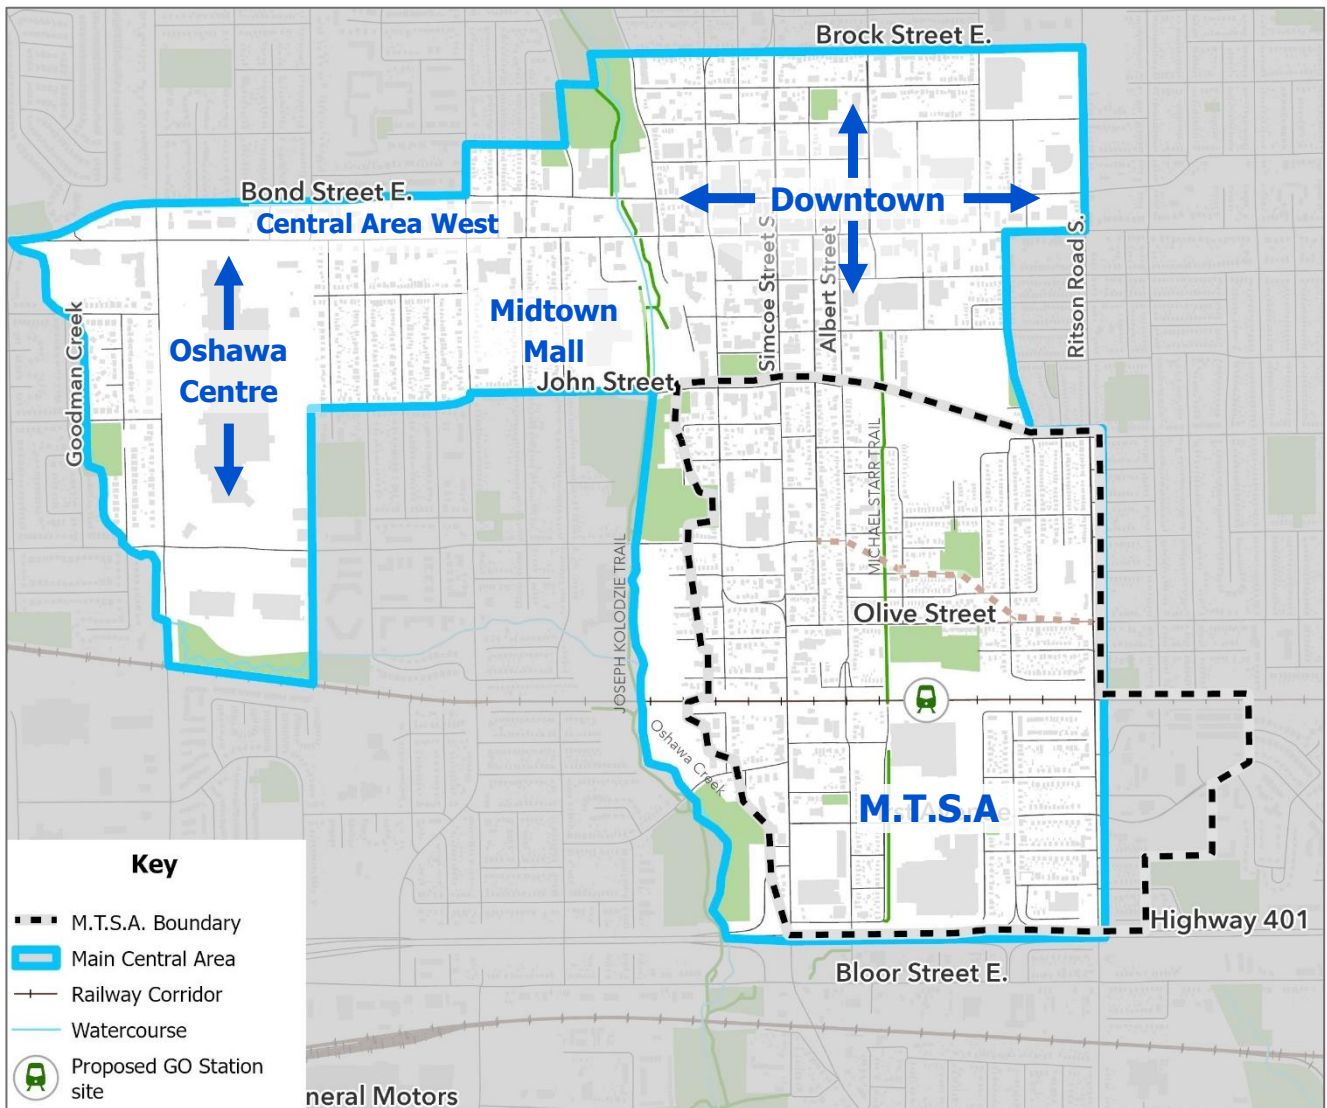 Brock Street E.
Bond Street E.
Central Area West
Downtown
Simcoe Street S
Albert Street
Ritson Road S.
Goodman Creek
Oshawa
Centre
Midtown
Mall
John Street
MICHAEL STARR TRAIL
JOSEPH KOLODZIE TRAIL
Olive Street
Oshawa Creek
M.T.S.A
Highway 401
Bloor Street E.
Key
M.T.S.A. Boundary
Main Central Area
Railway Corridor
Watercourse
Proposed GO Station
site
neral Motors